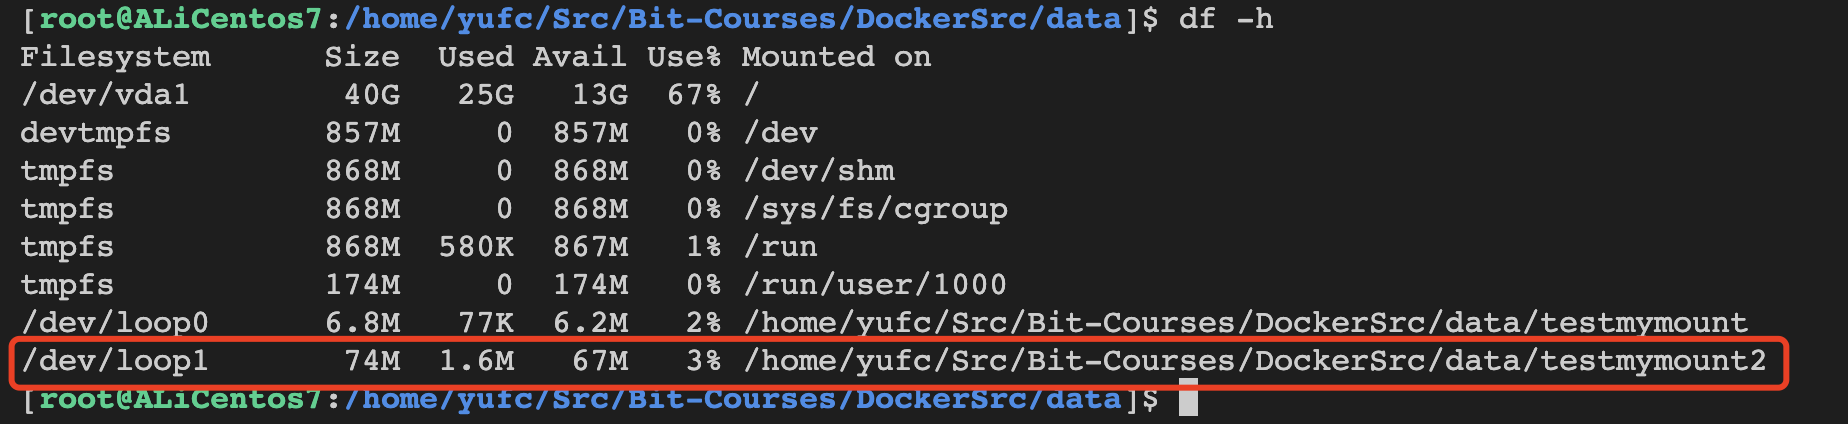 [root@ALiCentos7:/home/yufc/Src/Bit-Courses/DockerSrc/data]$ df -h
Filesystem      Size  Used Avail Use% Mounted on
/dev/vda1        40G   25G   13G  67% /
devtmpfs        857M     0  857M   0% /dev
tmpfs           868M     0  868M   0% /dev/shm
tmpfs           868M     0  868M   0% /sys/fs/cgroup
tmpfs           868M  580K  867M   1% /run
tmpfs           174M     0  174M   0% /run/user/1000
/dev/loop0      6.8M   77K  6.2M   2% /home/yufc/Src/Bit-Courses/DockerSrc/data/testmymount
/dev/loop1       74M  1.6M   67M   3% /home/yufc/Src/Bit-Courses/DockerSrc/data/testmymount2
[root@ALiCentos7:/home/yufc/Src/Bit-Courses/DockerSrc/data]$